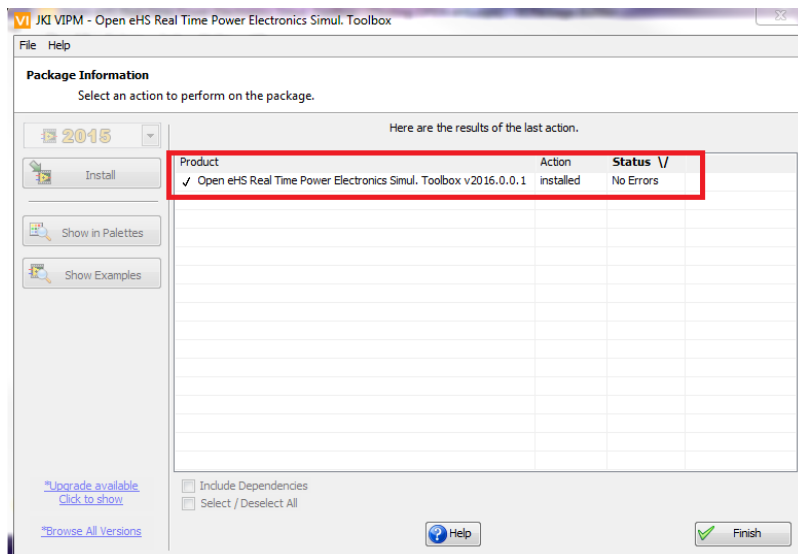 VI JKI VIPM - Open eHS Real Time Power Electronics Simul. Toolbox
File Help
Package Information
Select an action to perform on the package.
2015
Here are the results of the last action.
Install
Product Action Status \/
Open eHS Real Time Power Electronics Simul. Toolbox v2016.0.0.1 installed No Errors
Show in Palettes
Show Examples
*Upgrade available
Click to show
Include Dependencies
Select / Deselect All
*Browse All Versions
Help
Finish